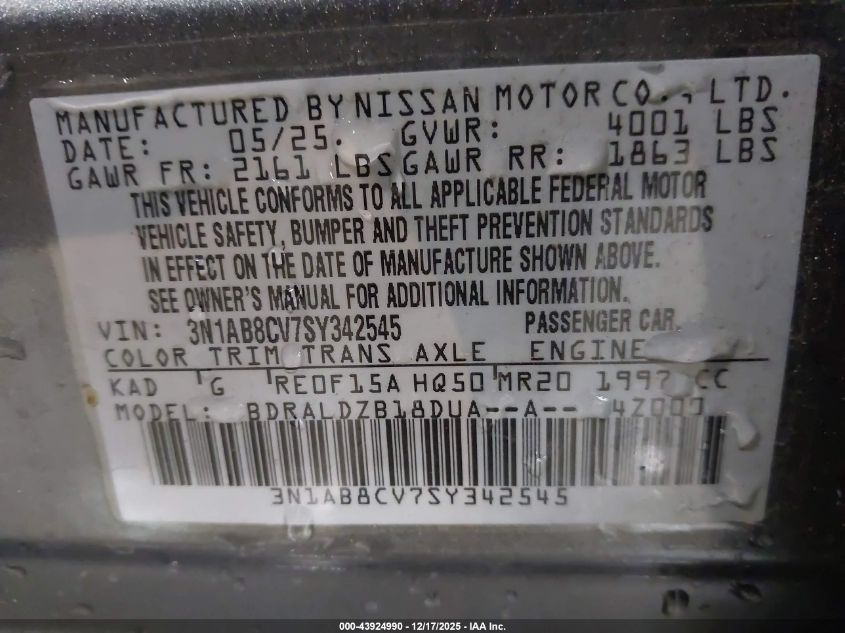 MANUFACTURED BY NISSAN MOTOR CO., LTD.
DATE: 05/25. GVWR: 4001 LBS
GAWR FR: 2161 LBS GAWR RR: 1863 LBS
THIS VEHICLE CONFORMS TO ALL APPLICABLE FEDERAL MOTOR
VEHICLE SAFETY, BUMPER AND THEFT PREVENTION STANDARDS
IN EFFECT ON THE DATE OF MANUFACTURE SHOWN ABOVE.
SEE OWNER'S MANUAL FOR ADDITIONAL INFORMATION.
VIN: 3N1AB8CV7SY342545 PASSENGER CAR
COLOR TRIM TRANS AXLE ENGINE
KAD G RE0F15A HQ50 MR20 1997 CC
MODEL: BDRALDZB18DUA--A--
3N1AB8CV7SY342545
000-43924990 – 12/17/2025 - IAA Inc.